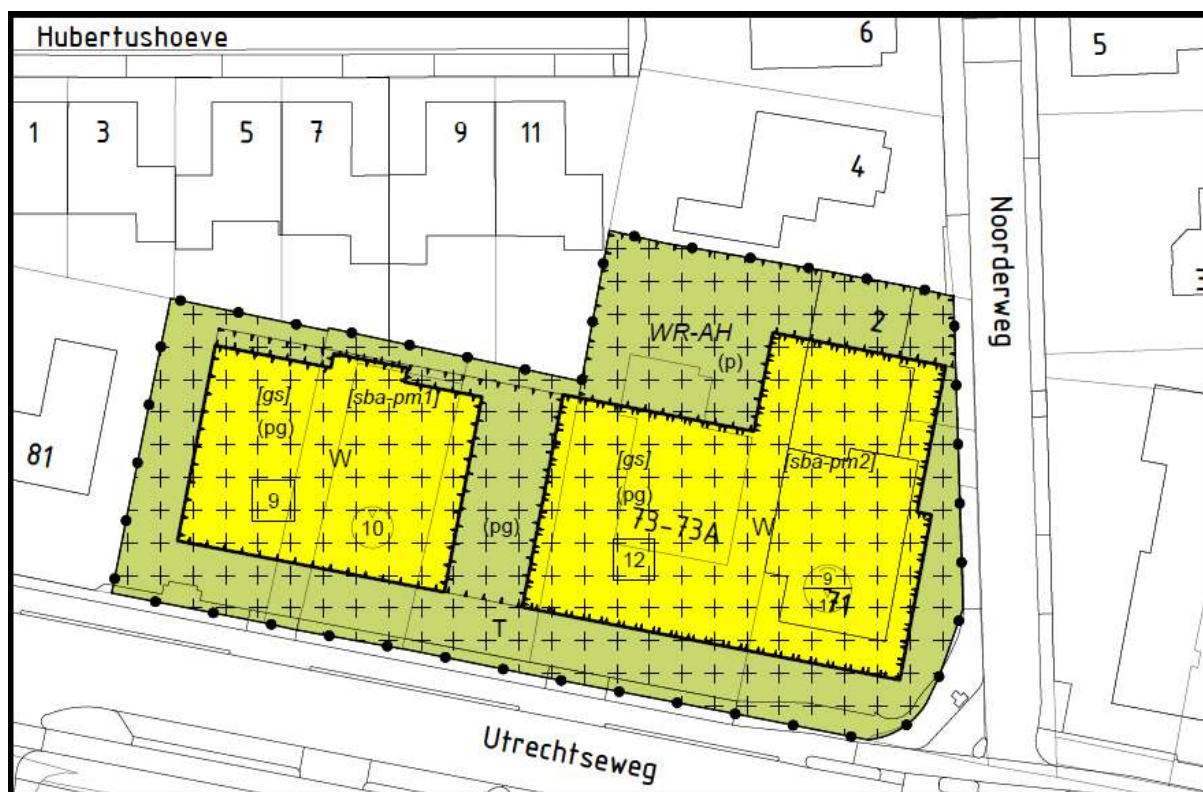 Hubertushoeve
6
5
1
3
5
7
9
11
4
Noorderweg
2
WR-AH
(p)
81
[gs]
[sba-pm1]
(pg)
W
9
10
(pg)
[gs]
[sba-pm2]
(pg)
73-73A
W
12
9
71
T
Utrechtseweg